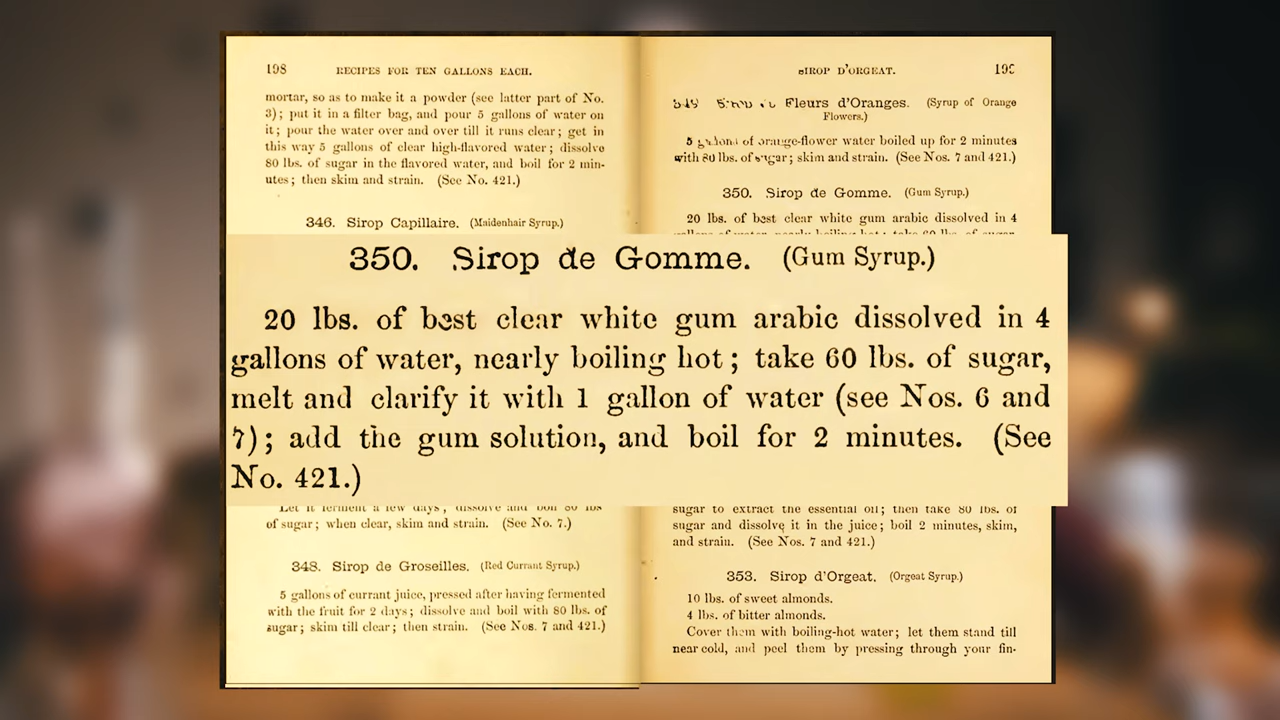 198 RECIPES FOR TEN GALLONS EACH.
mortar, so as to make it a powder (see latter part of No.
3); put it in a filter bag, and pour 5 gallons of water on
it; pour the water over and over till it runs clear; get in
this way 5 gallons of clear high-flavored water; dissolve
80 lbs. of sugar in the flavored water, and boil for 2 min-
utes; then skim and strain. (See No. 421.)
346. Sirop Capillaire. (Maidenhair Syrup.)
SIROP D'ORGEAT.
Fleurs d'Oranges. (Syrup of Orange
Flowers.)
5 gallons of orange-flower water boiled up for 2 minutes
with 80 lbs. of sugar; skim and strain. (See Nos. 7 and 421.)
350. Sirop de Gomme. (Gum Syrup.)
20 lbs. of best clear white gum arabic dissolved in 4
350. Sirop de Gomme. (Gum Syrup.)
20 lbs. of best clear white gum arabic dissolved in 4
gallons of water, nearly boiling hot; take 60 lbs. of sugar,
melt and clarify it with 1 gallon of water (see Nos. 6 and
7); add the gum solution, and boil for 2 minutes. (See
No. 421.)
Let it ferment a few days, dissolve and boil 80 lbs
of sugar; when clear, skim and strain. (See No. 7.)
348. Sirop de Groseilles. (Red Currant Syrup.)
5 gallons of currant juice, pressed after having fermented
with the fruit for 2 days; dissolve and boil with 80 lbs. of
sugar; skim till clear; then strain. (See Nos. 7 and 421.)
sugar to extract the essential oil; then take 80 lbs. of
sugar and dissolve it in the juice; boil 2 minutes, skim,
and strain. (See Nos. 7 and 421.)
353. Sirop d'Orgeat. (Orgeat Syrup.)
10 lbs. of sweet almonds.
4 lbs. of bitter almonds.
Cover them with boiling-hot water; let them stand till
near cold, and peel them by pressing through your fin-